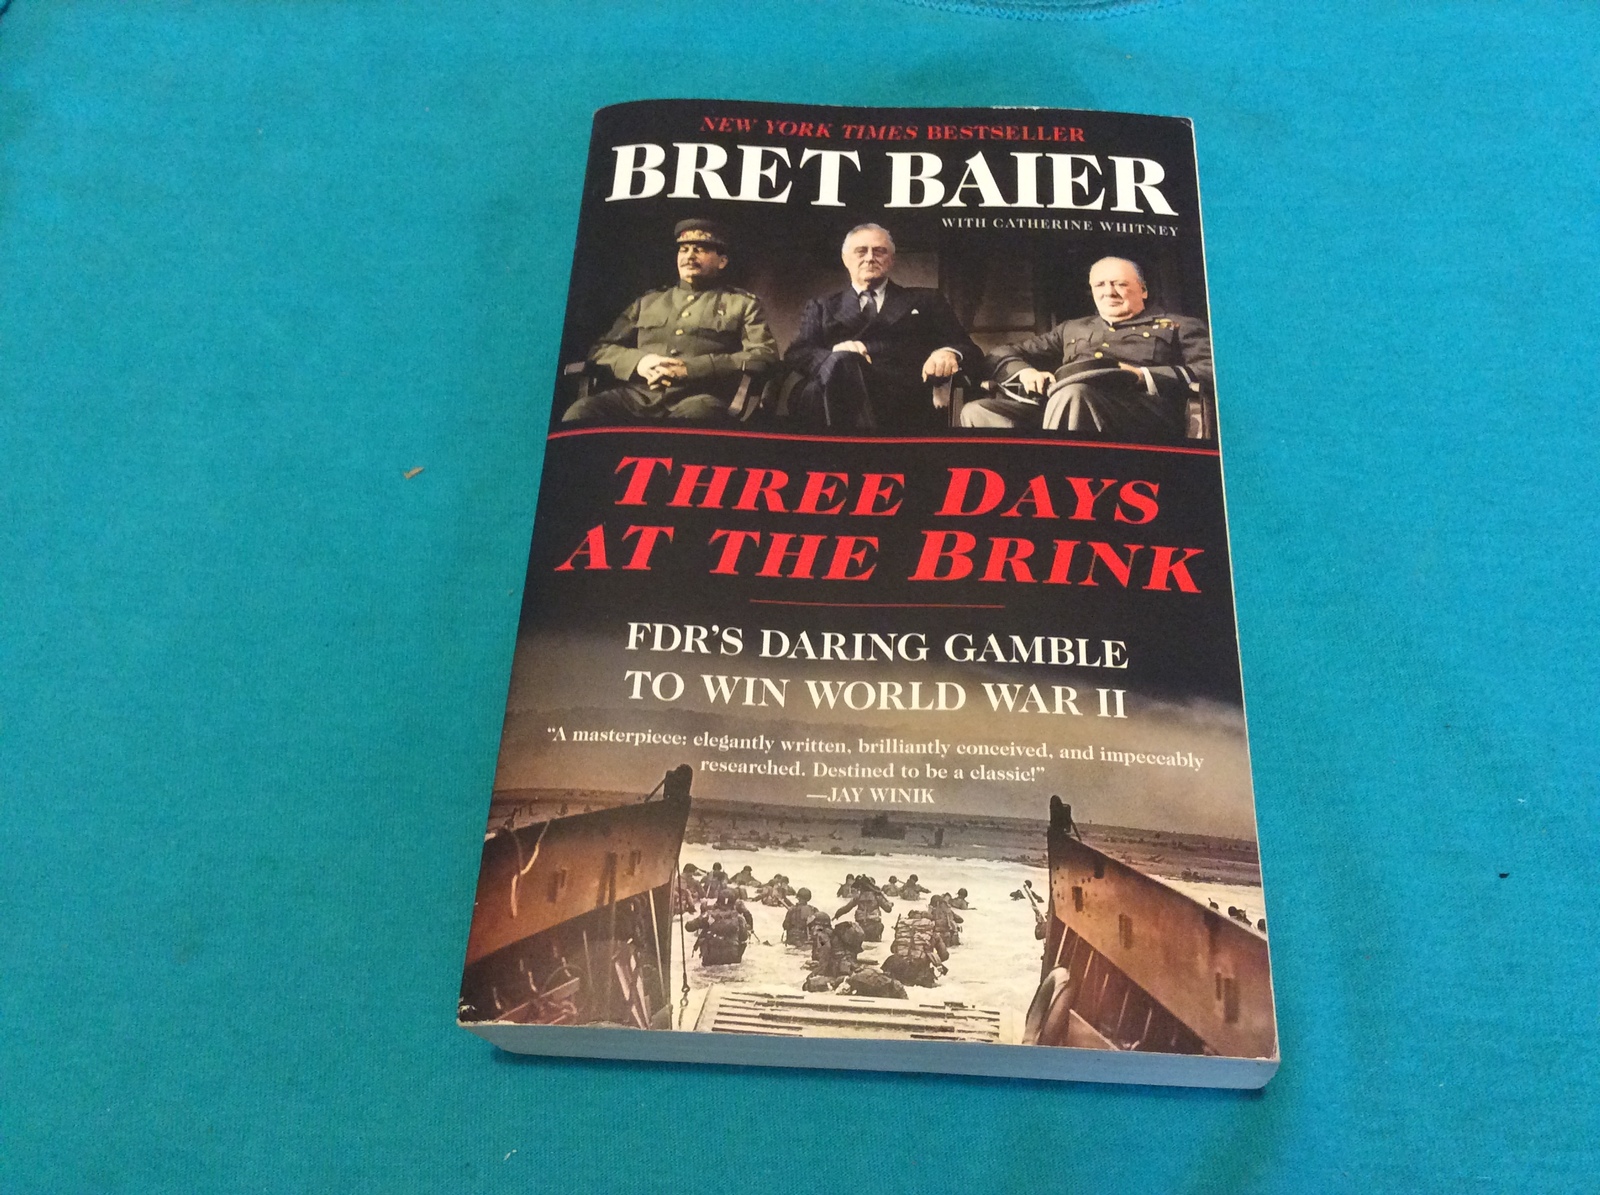 NEW YORK TIMES BESTSELLER
BRET BAIER
WITH CATHERINE WHITNEY
THREE DAYS
AT THE BRINK
FDR'S DARING GAMBLE
TO WIN WORLD WAR II
“A masterpiece: elegantly written, brilliantly conceived, and impeccably
researched. Destined to be a classic!”
—JAY WINIK